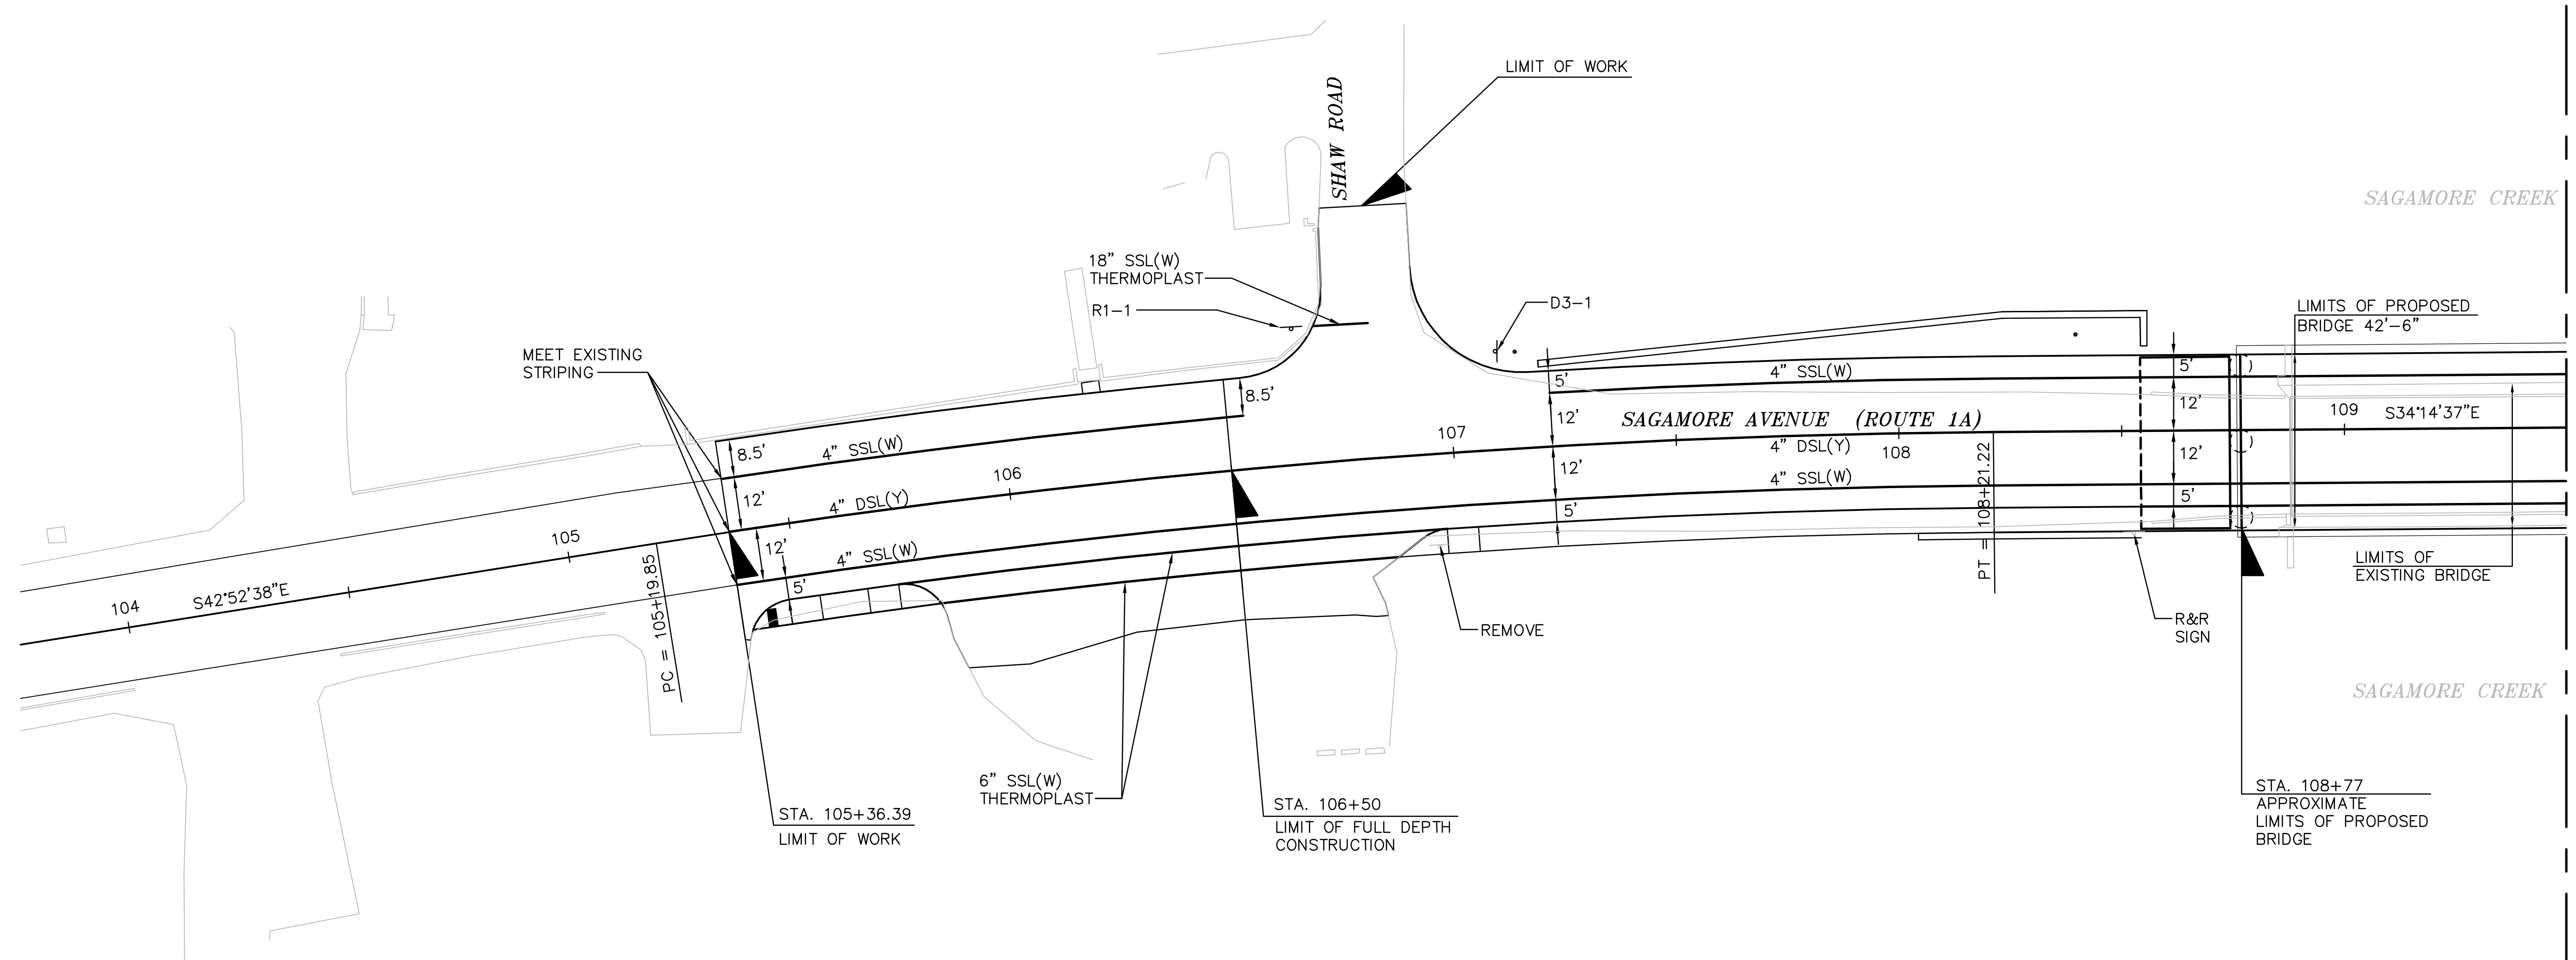 LIMIT OF WORK
SHAW ROAD
SAGAMORE CREEK
18" SSL(W)
THERMOPLAST
R1-1
D3-1
LIMITS OF PROPOSED
BRIDGE 42'-6"
MEET EXISTING
STRIPING
8.5'
4" SSL(W)
8.5'
12'
106
4" DSL(Y)
12'
4" SSL(W)
5'
5'
12'
107
12'
5'
4" SSL(W)
SAGAMORE AVENUE (ROUTE 1A)
4" DSL(Y)
108
4" SSL(W)
5'
12'
12'
5'
109
S34°14'37"E
104
S42°52'38"E
105
PC = 105+19.85
PT = 108+21.22
LIMITS OF
EXISTING BRIDGE
REMOVE
R&R
SIGN
SAGAMORE CREEK
6" SSL(W)
THERMOPLAST
STA. 105+36.39
LIMIT OF WORK
STA. 106+50
LIMIT OF FULL DEPTH
CONSTRUCTION
STA. 108+77
APPROXIMATE
LIMITS OF PROPOSED
BRIDGE